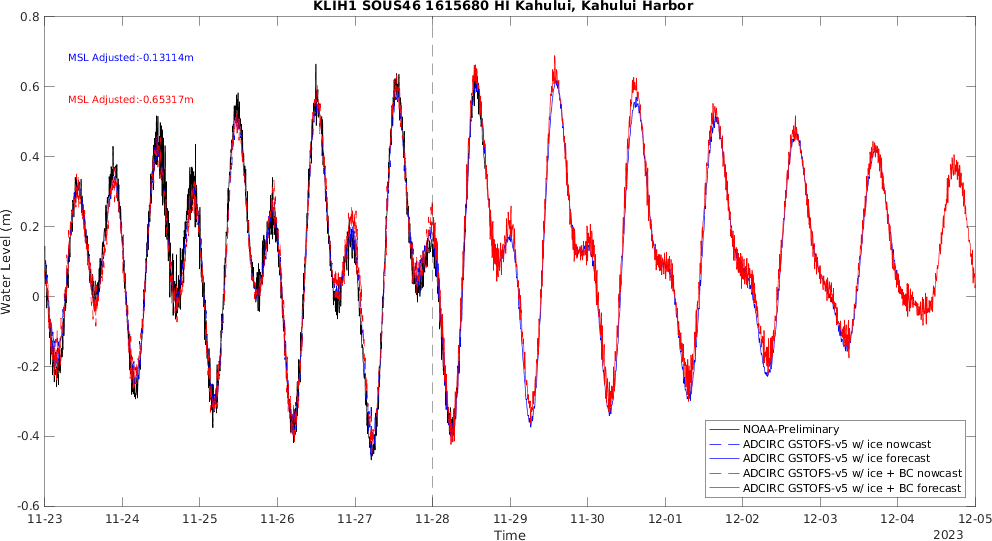 KLIH1 SOUS46 1615680 HI Kahului, Kahului Harbor
0.8
0.6
0.4
0.2
0
-0.2
-0.4
-0.6
Water Level (m)
MSL Adjusted:-0.13114m
MSL Adjusted:-0.65317m
NOAA-Preliminary
ADCIRC GSTOFS-v5 w/ ice nowcast
ADCIRC GSTOFS-v5 w/ ice forecast
ADCIRC GSTOFS-v5 w/ ice + BC nowcast
ADCIRC GSTOFS-v5 w/ ice + BC forecast
11-23 11-24 11-25 11-26 11-27 11-28 11-29 11-30 12-01 12-02 12-03 12-04 12-05
Time
2023